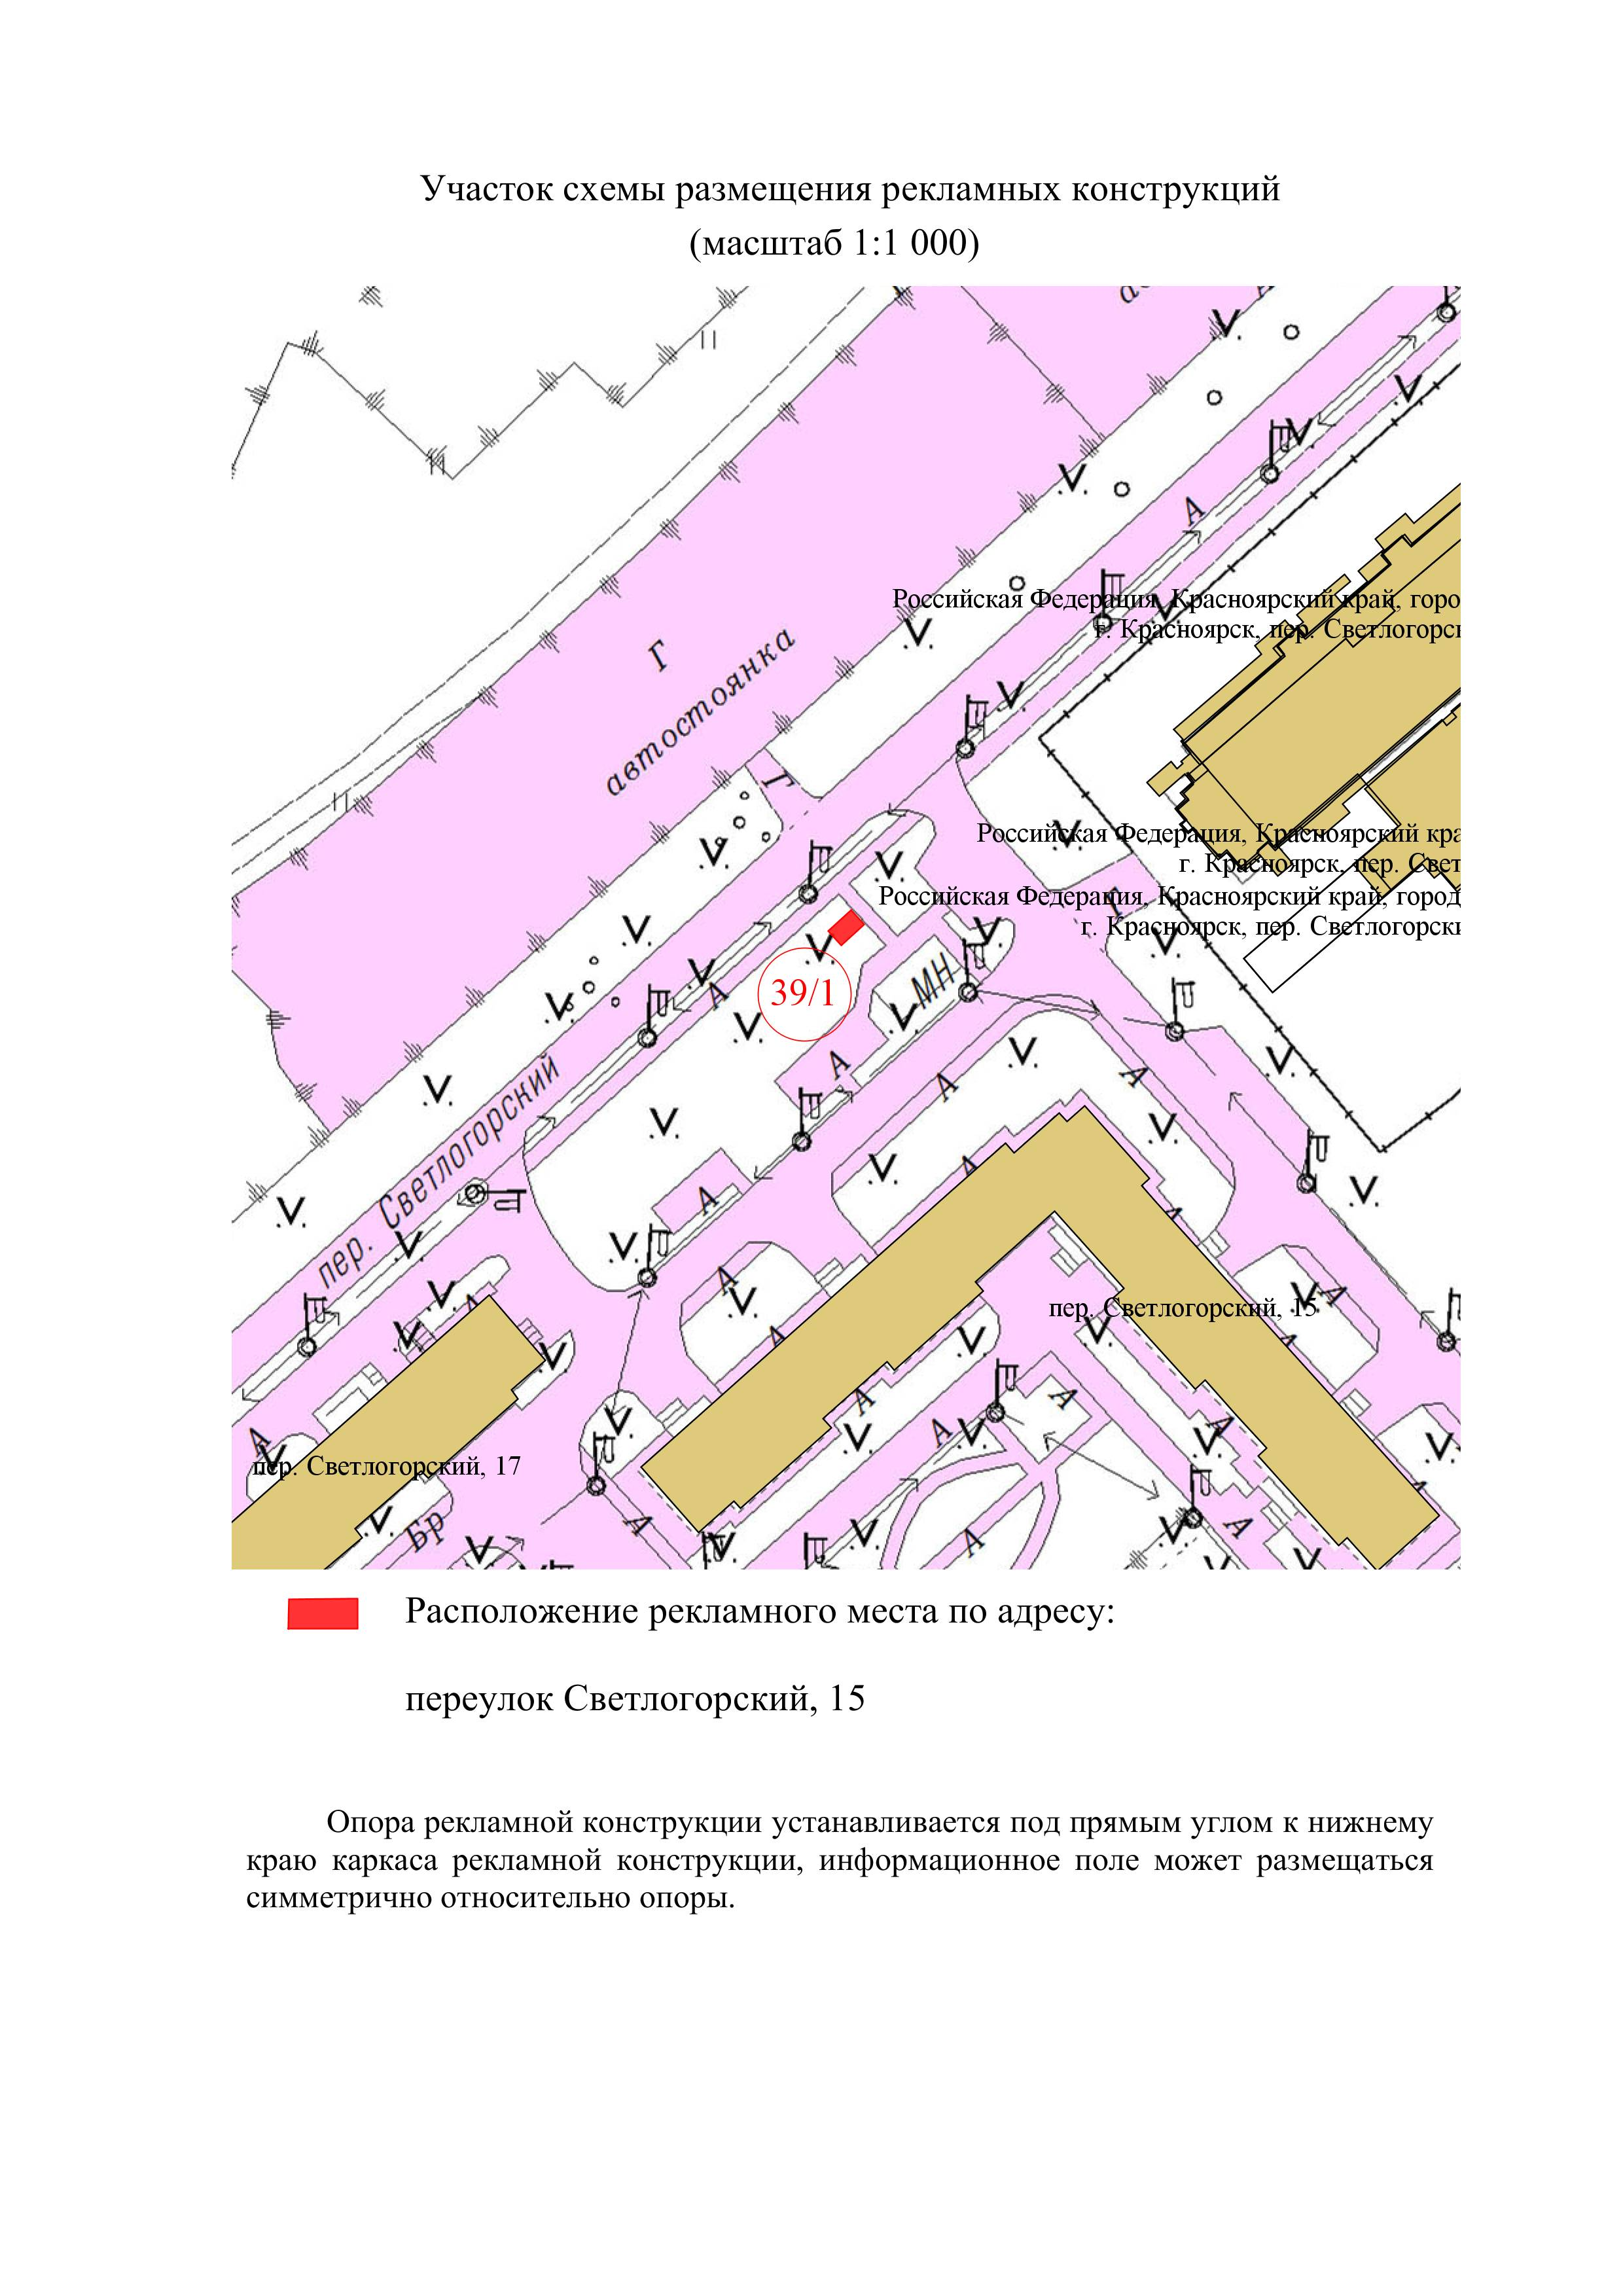 Участок схемы размещения рекламных конструкций
(масштаб 1:1 000)
А
Российская Федерация, Красноярский край, горо
г. Красноярск, пер. Светлогорс
Г
автостоянка
Г
Российская Федерация, Красноярский кра
г. Красноярск, пер. Свет
Российская Федерация, Красноярский край, город
г. Красноярск, пер. Светлогорск
Г
МН
39/1
А
А
А
А
пер. Светлогорский
А
А
А
А
А
пер. Светлогорский, 15
А
А
А
А
А
А
А
А
пер. Светлогорский, 17
Бр
А
А
А
Расположение рекламного места по адресу:
переулок Светлогорский, 15
Опора рекламной конструкции устанавливается под прямым углом к нижнему
краю каркаса рекламной конструкции, информационное поле может размещаться
симметрично относительно опоры.